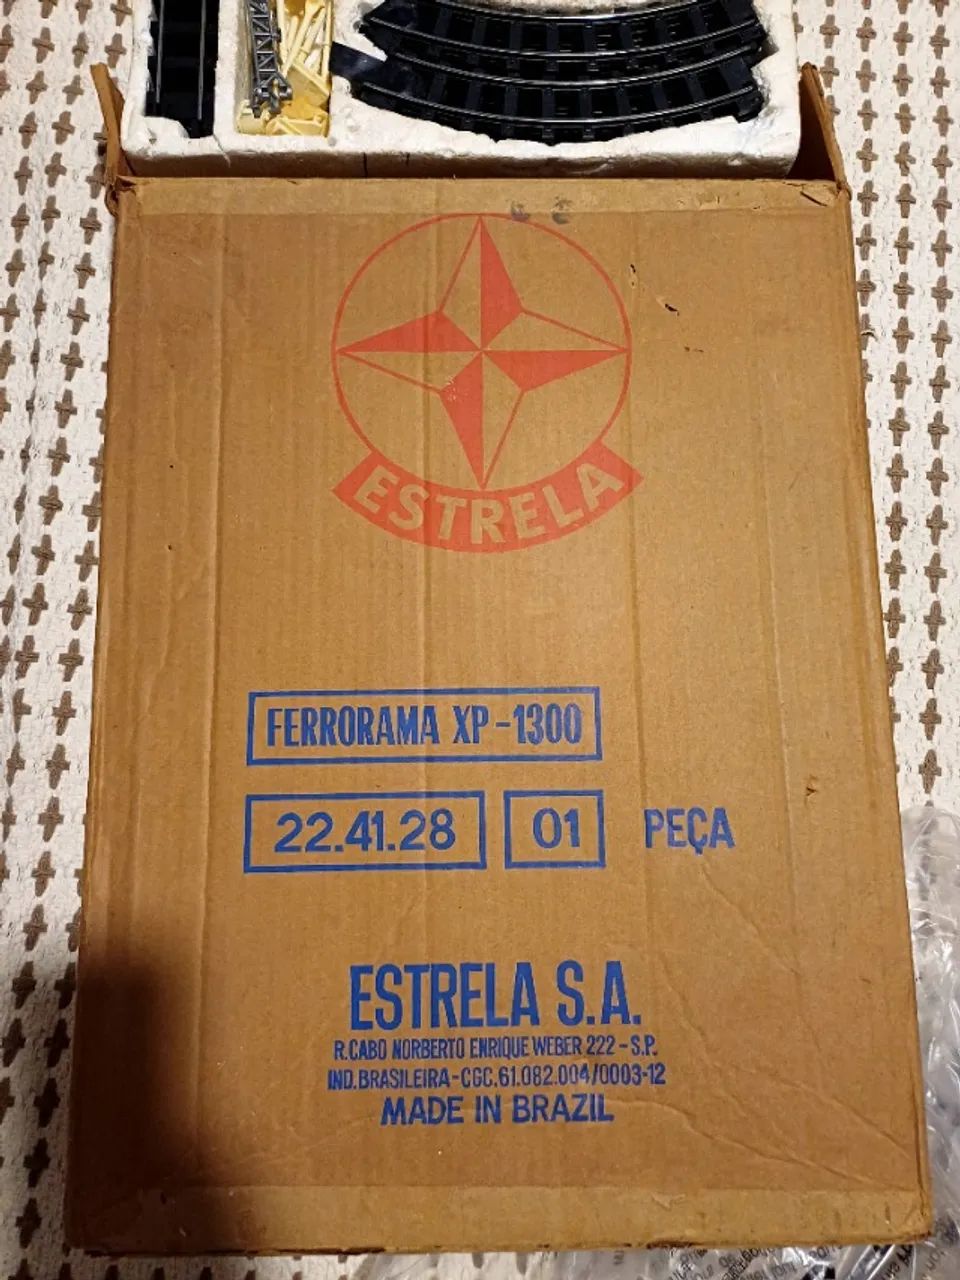 ESTRELA
FERRORAMA XP-1300
22.41.28 01 PEÇA
ESTRELA S.A.
R.CABO NORBERTO ENRIQUE WEBER 222 - S.P.
IND.BRASILEIRA-CGC.61.082.004/0003-12
MADE IN BRAZIL